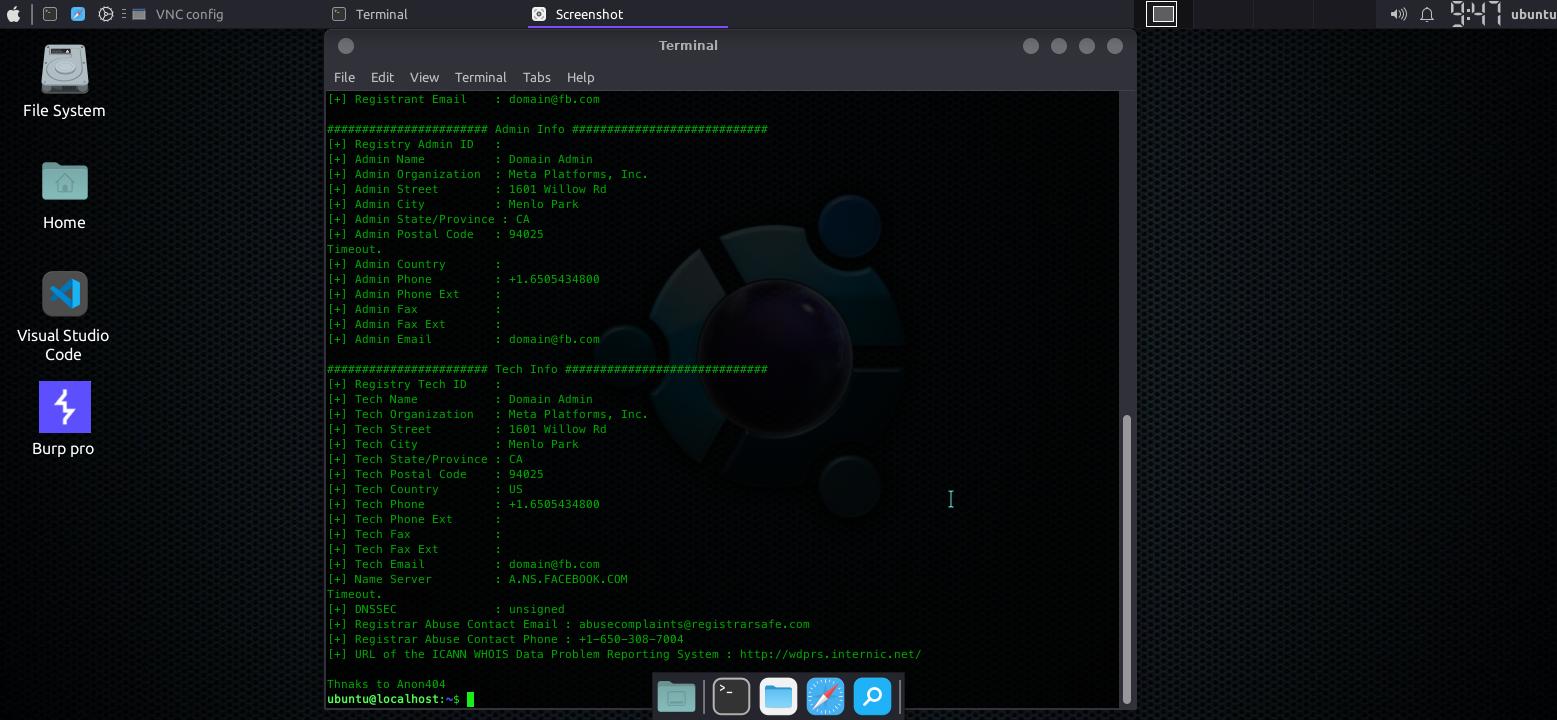 VNC config
Terminal
Screenshot
9:47
ubuntu
File System
Home
Visual Studio
Code
Burp pro
Terminal
File Edit View Terminal Tabs Help
[+] Registrant Email    : domain@fb.com
####################### Admin Info ############################
[+] Registry Admin ID   :
[+] Admin Name          : Domain Admin
[+] Admin Organization  : Meta Platforms, Inc.
[+] Admin Street        : 1601 Willow Rd
[+] Admin City          : Menlo Park
[+] Admin State/Province : CA
[+] Admin Postal Code   : 94025
Timeout.
[+] Admin Country       :
[+] Admin Phone         : +1.6505434800
[+] Admin Phone Ext     :
[+] Admin Fax           :
[+] Admin Fax Ext       :
[+] Admin Email         : domain@fb.com
####################### Tech Info #############################
[+] Registry Tech ID    :
[+] Tech Name           : Domain Admin
[+] Tech Organization   : Meta Platforms, Inc.
[+] Tech Street         : 1601 Willow Rd
[+] Tech City           : Menlo Park
[+] Tech State/Province : CA
[+] Tech Postal Code    : 94025
[+] Tech Country        : US
[+] Tech Phone          : +1.6505434800
[+] Tech Phone Ext      :
[+] Tech Fax            :
[+] Tech Fax Ext        :
[+] Tech Email          : domain@fb.com
[+] Name Server         : A.NS.FACEBOOK.COM
Timeout.
[+] DNSSEC              : unsigned
[+] Registrar Abuse Contact Email : abusecomplaints@registrarsafe.com
[+] Registrar Abuse Contact Phone : +1-650-308-7004
[+] URL of the ICANN WHOIS Data Problem Reporting System : http://wdprs.internic.net/
Thnaks to Anon404
ubuntu@localhost:~$